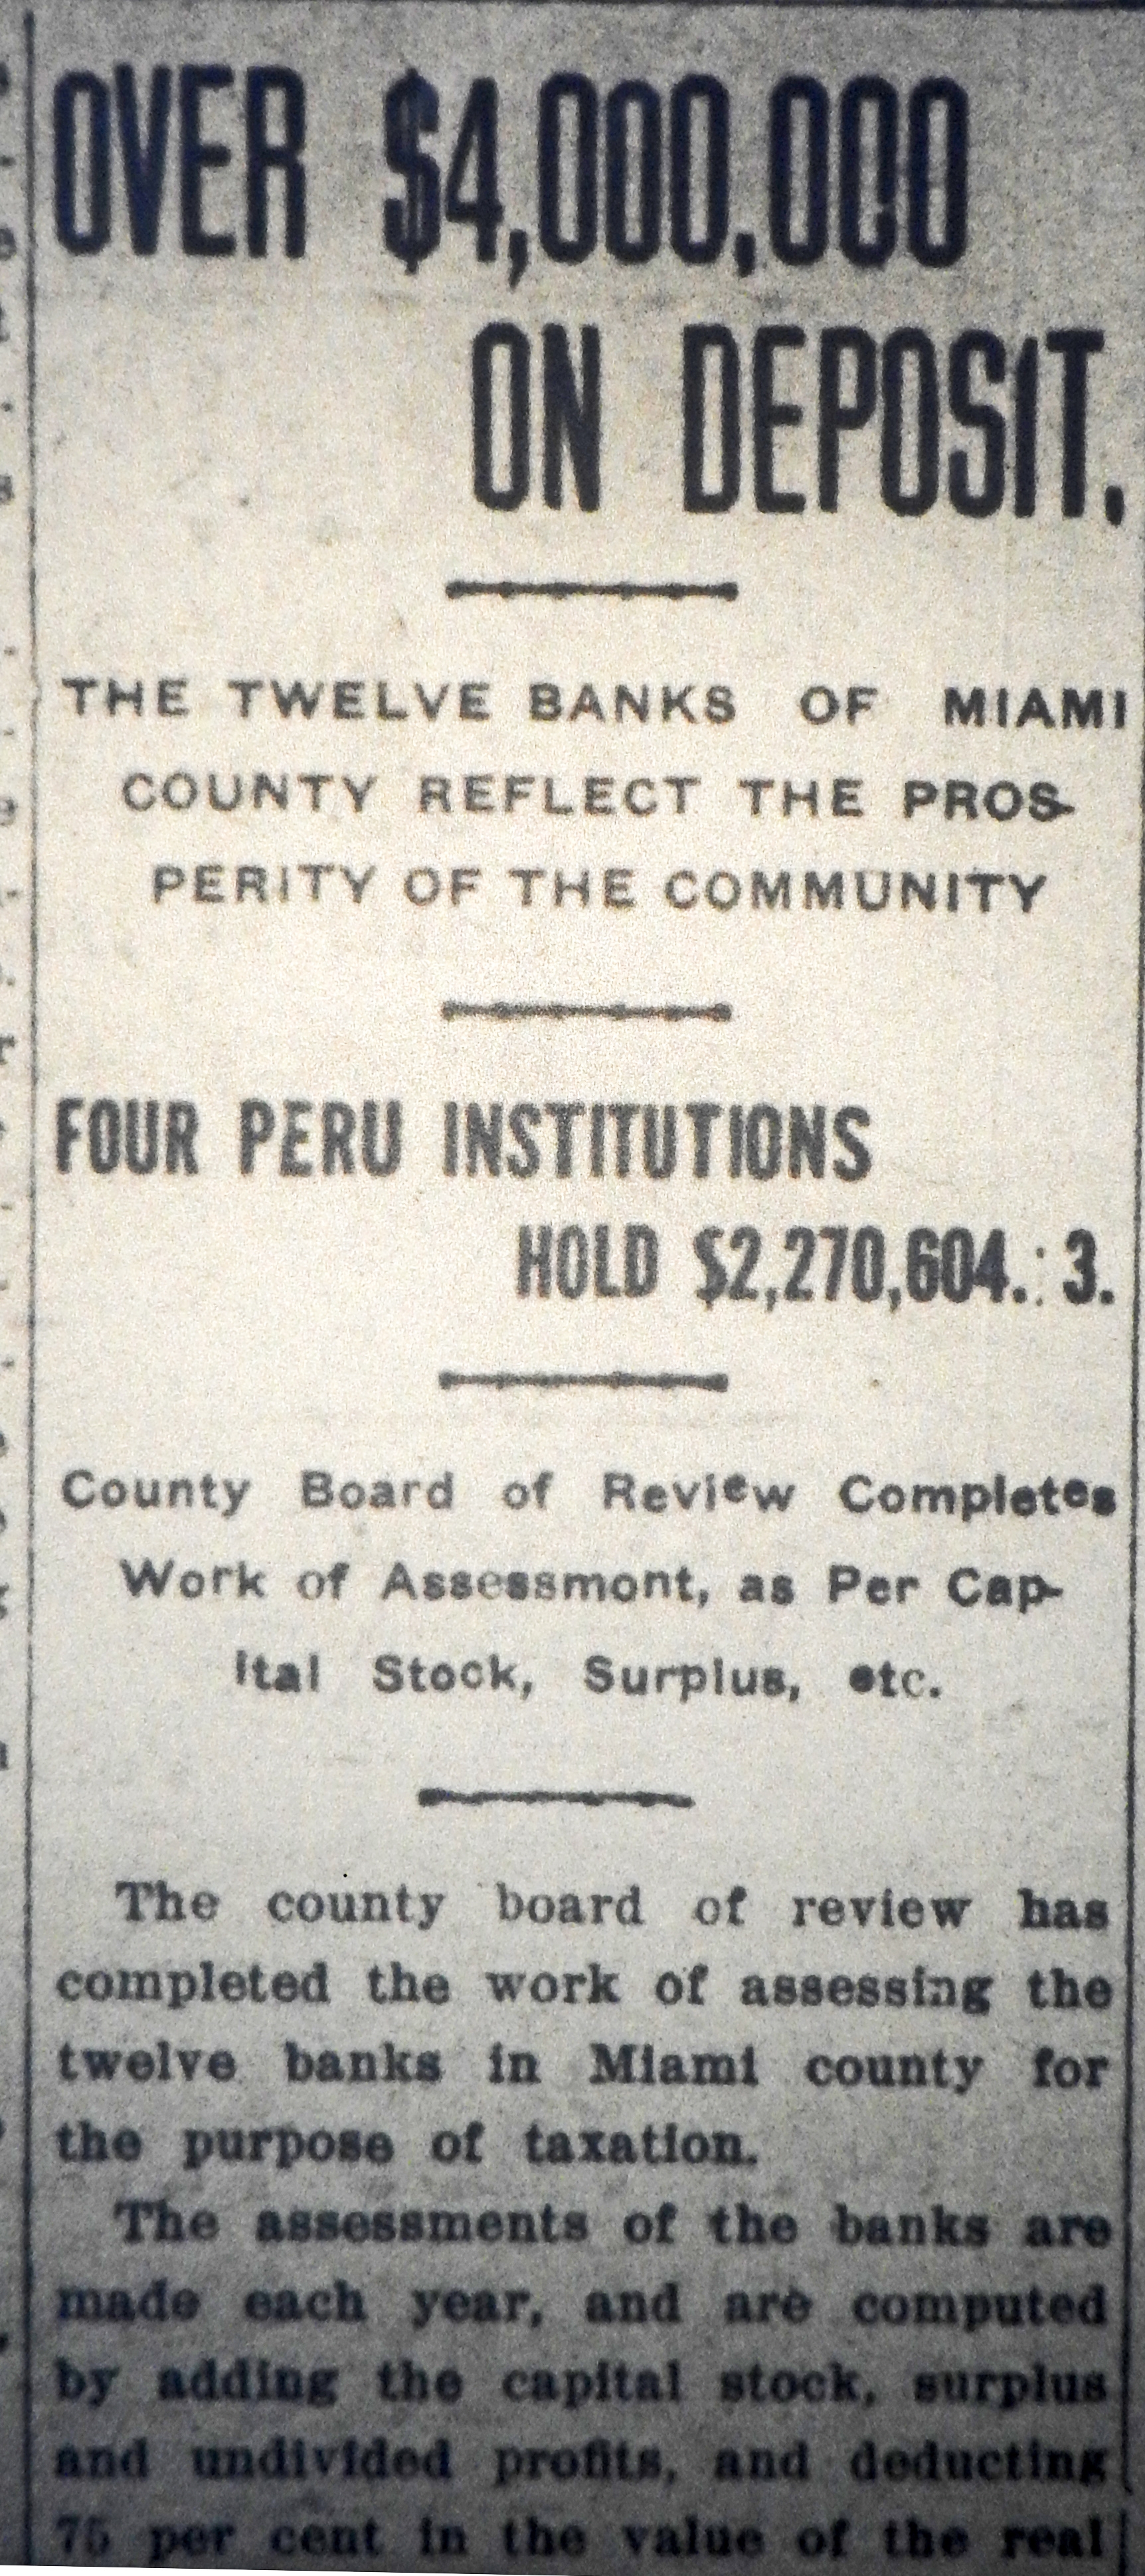 OVER $4,000,000
ON DEPOSIT.
THE TWELVE BANKS OF MIAMI
COUNTY REFLECT THE PROS-
PERITY OF THE COMMUNITY
FOUR PERU INSTITUTIONS
HOLD $2,270,604. 3.
County Board of Review Completes
Work of Assessmont, as Per Cap-
ital Stock, Surplus, etc.
The county board of review has
completed the work of assessing the
twelve banks in Miami county for
the purpose of taxation.
The assessments of the banks are
made each year, and are computed
by adding the capital stock, surplus
and undivided profits, and deducting
75 per cent in the value of the real